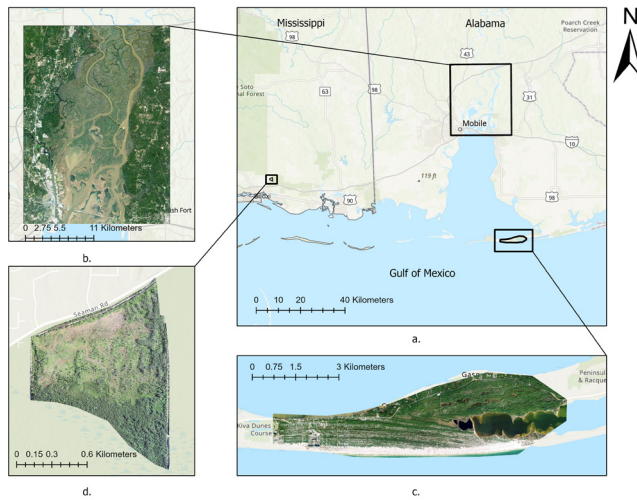 N
Mississippi
Alabama
Poarch Creek
Reservation
98
43
Soto
nal Forest
63
98
31
Mobile
10
119 ft
90
98
Gulf of Mexico
0 10 20 40 Kilometers
a.
ish Fort
0 2.75 5.5 11 Kilometers
b.
Seaman Rd
0 0.15 0.3 0.6 Kilometers
d.
0 0.75 1.5 3 Kilometers
Gasq
Peninsul
& Racque
Kiva Dunes
Course
c.